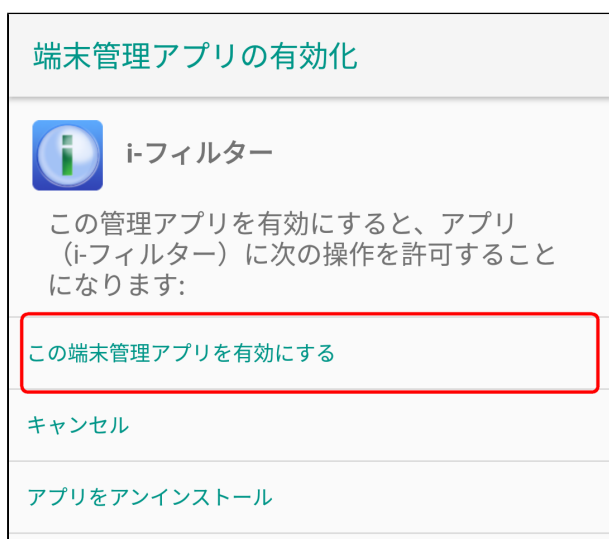 端末管理アプリの有効化
i-フィルター
この管理アプリを有効にすると、アプリ
（i-フィルター）に次の操作を許可すること
になります:
この端末管理アプリを有効にする
キャンセル
アプリをアンインストール